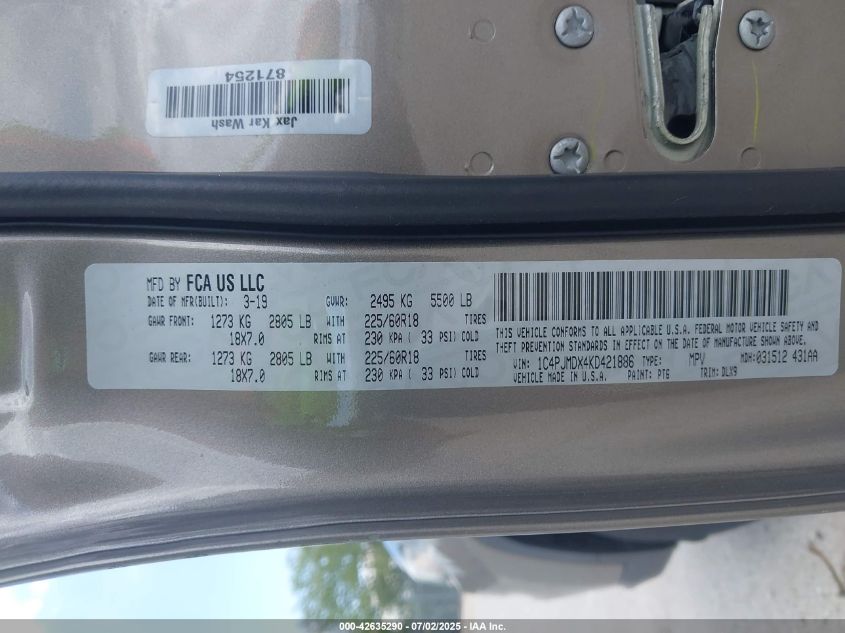 871254
Jax Kar Wash
MFD BY FCA US LLC
DATE OF MFR(BUILT): 3-19 GVWR: 2495 KG 5500 LB
GAWR FRONT: 1273 KG 2805 LB WITH 225/60R18 TIRES
18X7.0 RIMS AT 230 KPA ( 33 PSI) COLD
GAWR REAR: 1273 KG 2805 LB WITH 225/60R18 TIRES
18X7.0 RIMS AT 230 KPA ( 33 PSI) COLD
THIS VEHICLE CONFORMS TO ALL APPLICABLE U.S.A. FEDERAL MOTOR VEHICLE SAFETY AND
THEFT PREVENTION STANDARDS IN EFFECT ON THE DATE OF MANUFACTURE SHOWN ABOVE.
VIN: 1C4PJMDX4KD421886 TYPE: MPV MDH:031512 431AA
VEHICLE MADE IN U.S.A. PAINT: PTG TRIM: DLX9
000-42635290 - 07/02/2025 - IAA Inc.